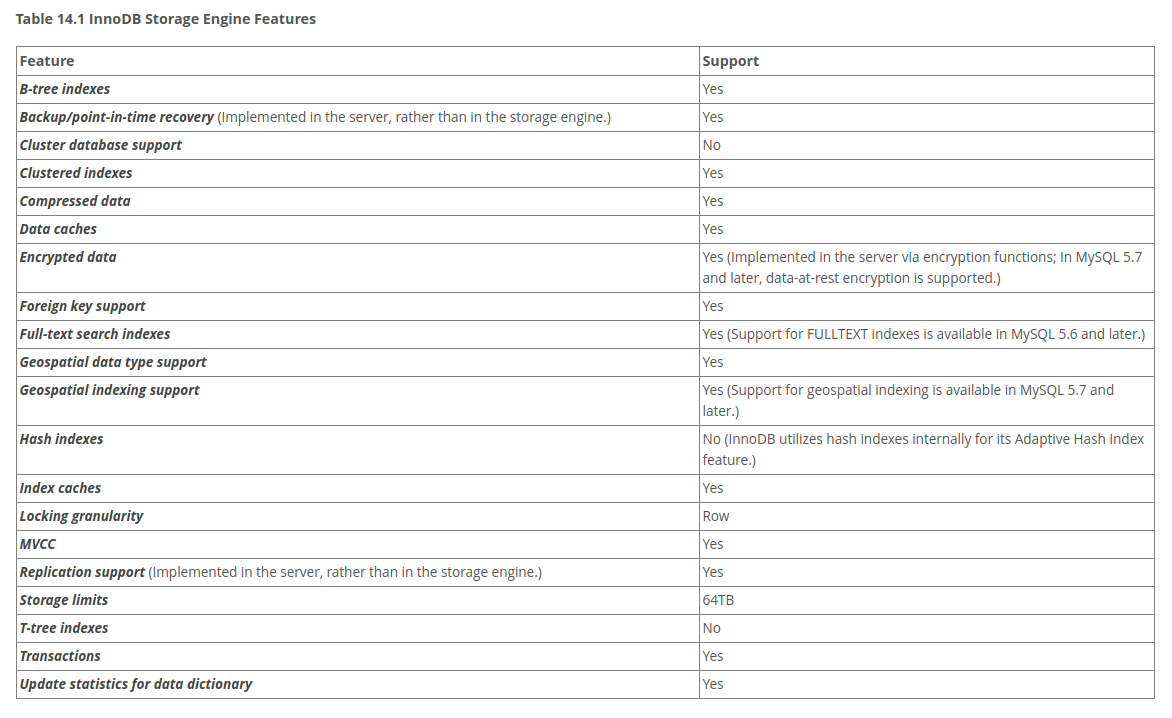 Table 14.1 InnoDB Storage Engine Features
Feature Support
B-tree indexes Yes
Backup/point-in-time recovery (Implemented in the server, rather than in the storage engine.) Yes
Cluster database support No
Clustered indexes Yes
Compressed data Yes
Data caches Yes
Encrypted data Yes (Implemented in the server via encryption functions; In MySQL 5.7
and later, data-at-rest encryption is supported.)
Foreign key support Yes
Full-text search indexes Yes (Support for FULLTEXT indexes is available in MySQL 5.6 and later.)
Geospatial data type support Yes
Geospatial indexing support Yes (Support for geospatial indexing is available in MySQL 5.7 and
later.)
Hash indexes No (InnoDB utilizes hash indexes internally for its Adaptive Hash Index
feature.)
Index caches Yes
Locking granularity Row
MVCC Yes
Replication support (Implemented in the server, rather than in the storage engine.) Yes
Storage limits 64TB
T-tree indexes No
Transactions Yes
Update statistics for data dictionary Yes